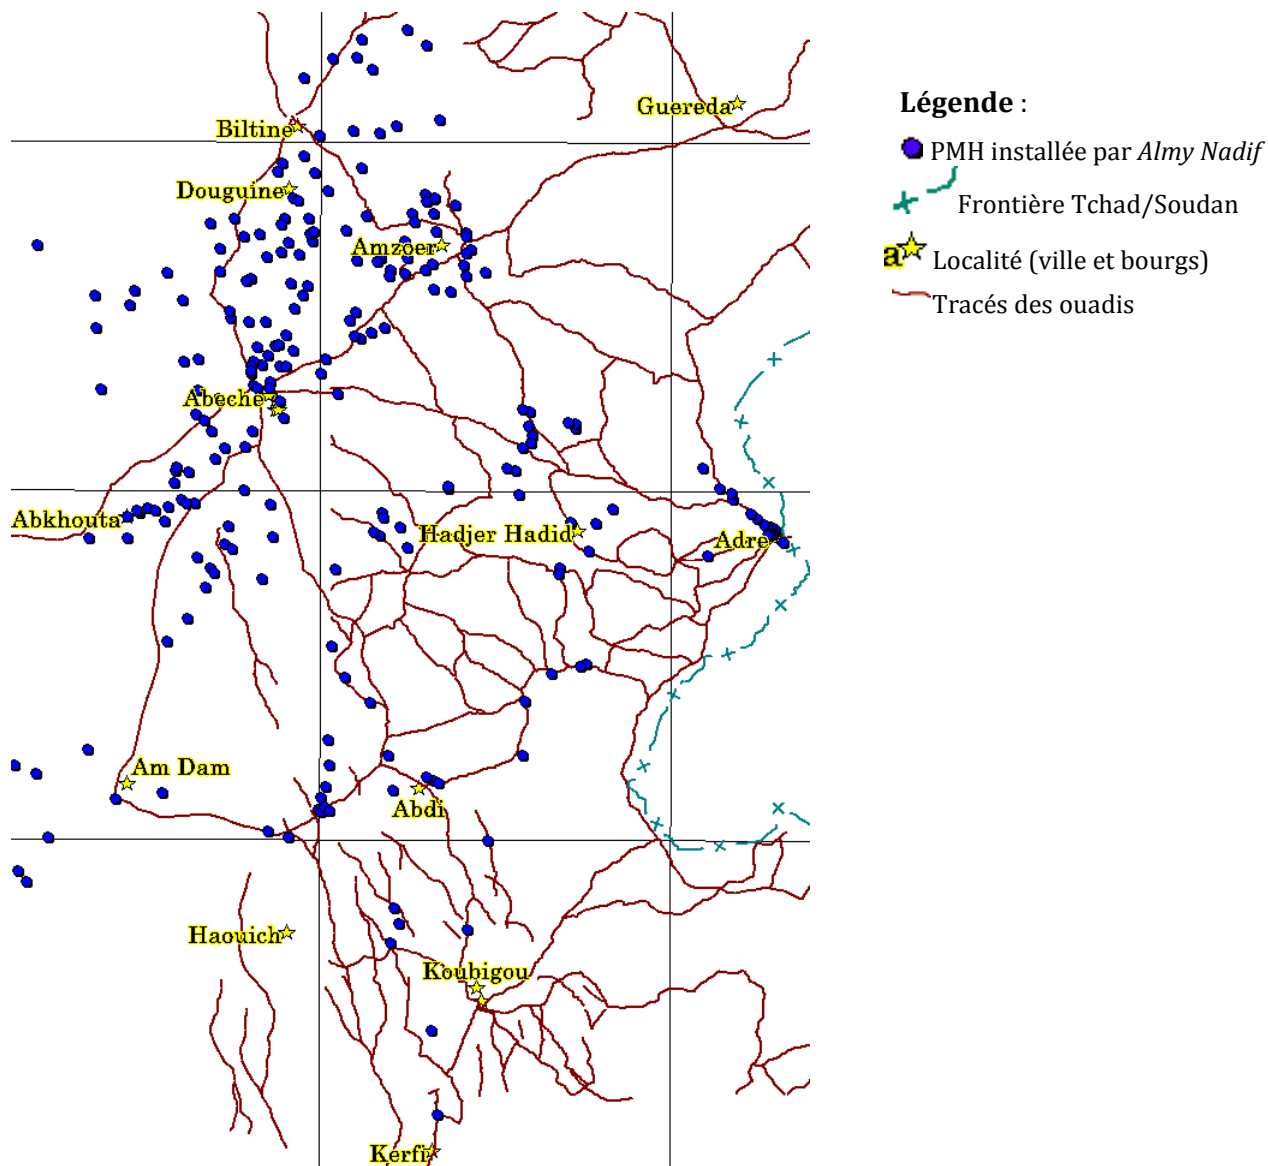 Guereda
Biltine
Douguine
Amzoer
Abeche
Abkhouta
Hadjer Hadid
Adre
Am Dam
Abdi
Haouich
Koubigou
Kerfi
Légende :
PMH installée par Almy Nadif
Frontière Tchad/Soudan
a
Localité (ville et bourgs)
Tracés des ouadis